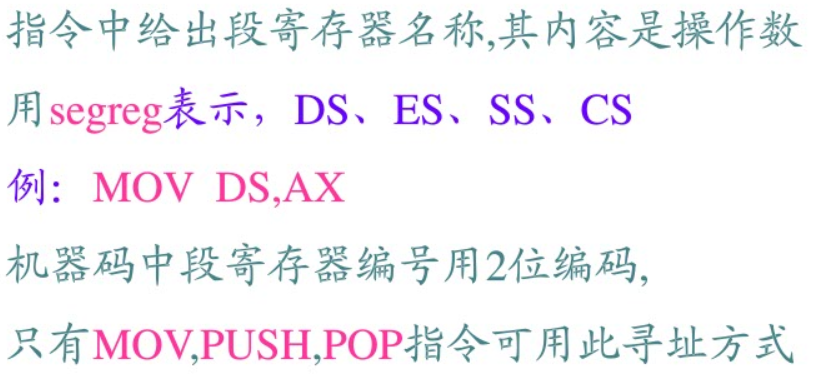 指令中给出段寄存器名称,其内容是操作数
用segreg表示，DS、ES、SS、CS
例：MOV  DS,AX
机器码中段寄存器编号用2位编码,
只有MOV,PUSH,POP指令可用此寻址方式